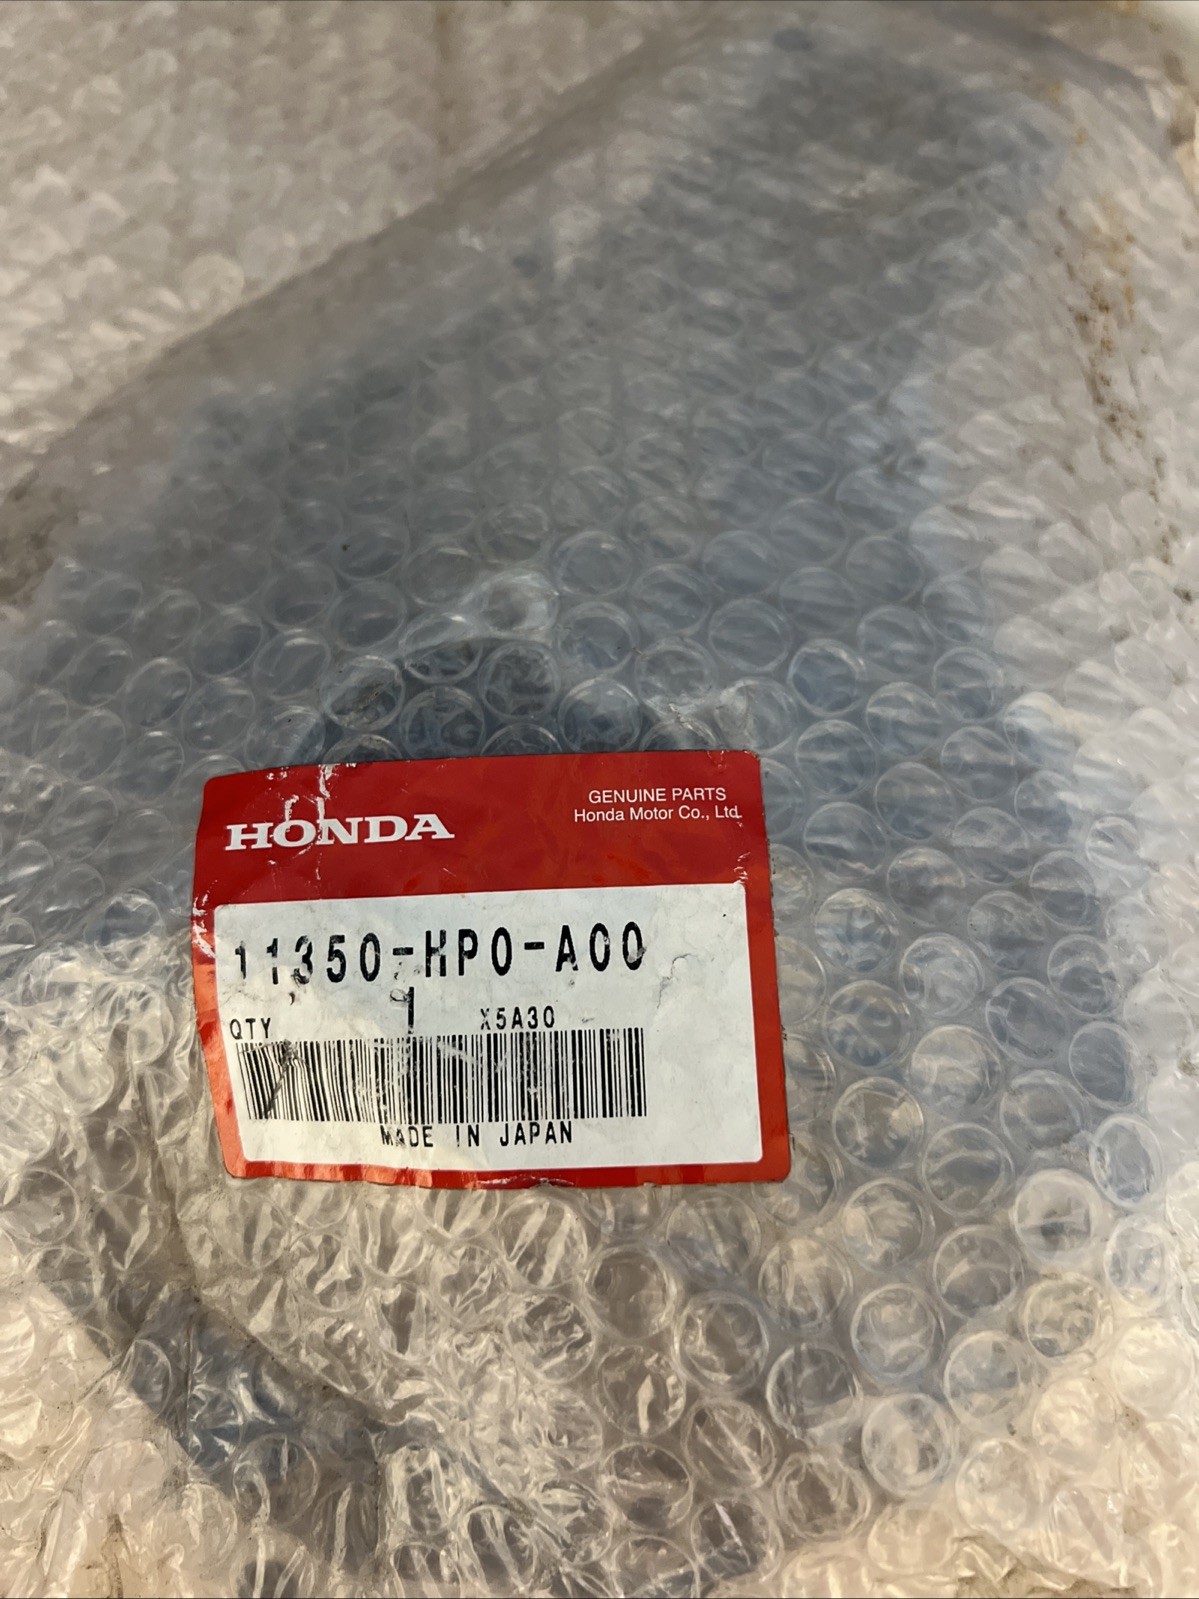 HONDA
GENUINE PARTS
Honda Motor Co., Ltd.
11350-HP0-A00
QTY 1 X5A30
MADE IN JAPAN